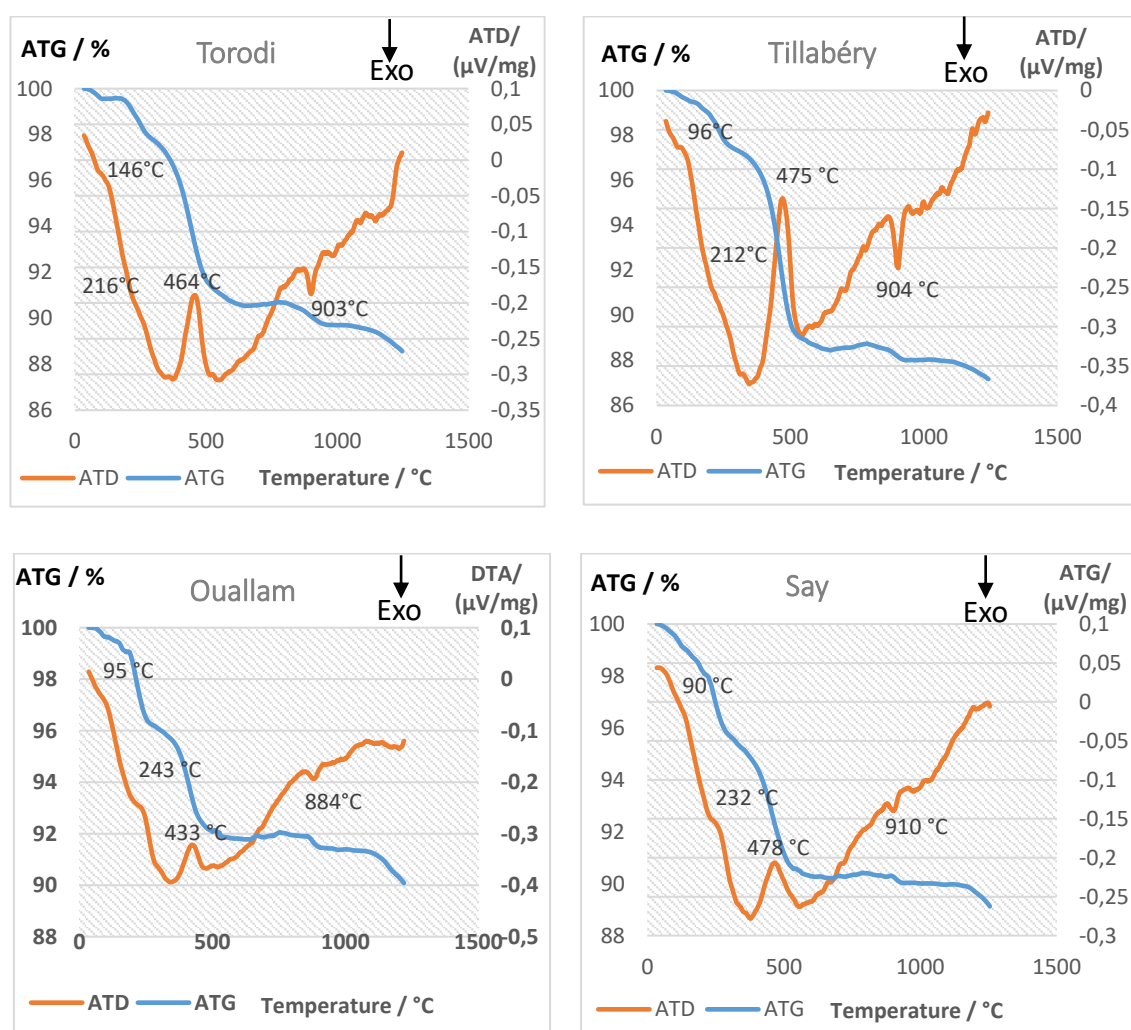 ATG / %
Torodi
ATD/
(µV/mg)
Exo
100
98
96
94
92
90
88
86
0,1
0,05
0
-0,05
-0,1
-0,15
-0,2
-0,25
-0,3
-0,35
146°C
216°C
464°C
903°C
0
500
1000
1500
ATD
ATG
Temperature / °C
ATG / %
Tillabéry
ATD/
(µV/mg)
Exo
100
98
96
94
92
90
88
86
0
-0,05
-0,1
-0,15
-0,2
-0,25
-0,3
-0,35
-0,4
96°C
475 °C
212°C
904 °C
0
500
1000
1500
ATD
ATG
Temperature / °C
ATG / %
Ouallam
DTA/
(µV/mg)
Exo
100
98
96
94
92
90
88
0,1
0
-0,1
-0,2
-0,3
-0,4
-0,5
95 °C
243 °C
433 °C
884°C
0
500
1000
1500
ATD
ATG
Temperature / °C
ATG / %
Say
ATG/
(µV/mg)
Exo
100
98
96
94
92
90
88
0,1
0,05
0
-0,05
-0,1
-0,15
-0,2
-0,25
-0,3
90 °C
232 °C
478 °C
910 °C
0
500
1000
1500
ATD
ATG
Temperature / °C